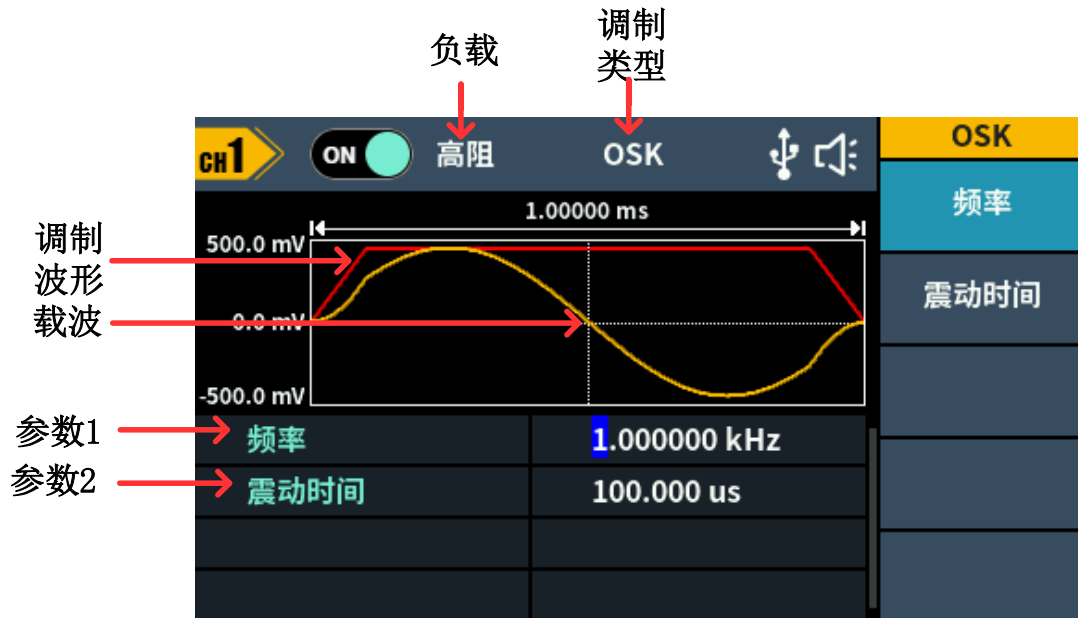 负载
调制
类型
CH1
ON
高阻
OSK
OSK
频率
震动时间
1.00000 ms
500.0 mV
0.0 mV
-500.0 mV
调制
波形
载波
参数1
频率
1.000000 kHz
参数2
震动时间
100.000 us